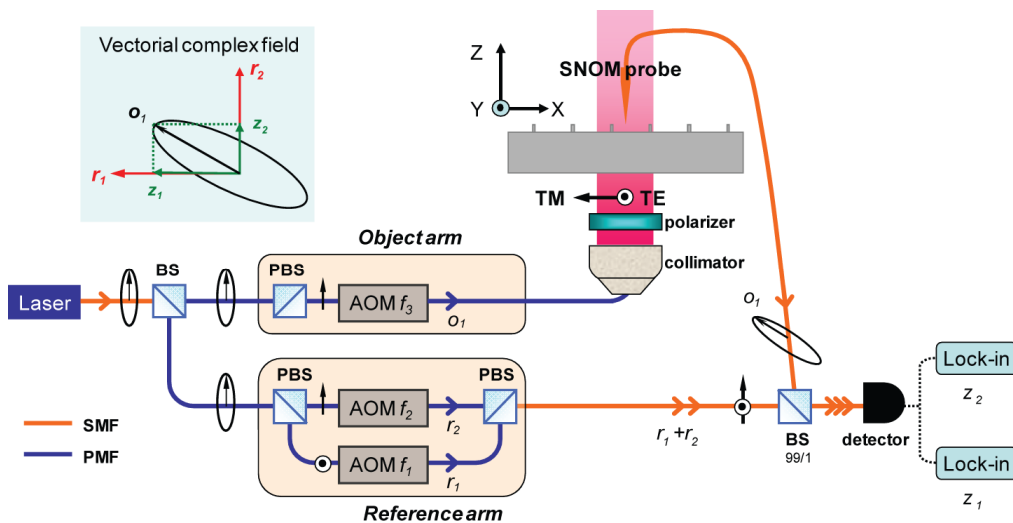 Vectorial complex field
r2
o1
z2
r1
z1
Z
Y
X
SNOM probe
TM
TE
polarizer
collimator
Object arm
Laser
BS
PBS
AOM f3
o1
o1
PBS
AOM f2
r2
PBS
AOM f1
r1
Reference arm
r1 +r2
BS
99/1
detector
Lock-in
z2
Lock-in
z1
SMF
PMF